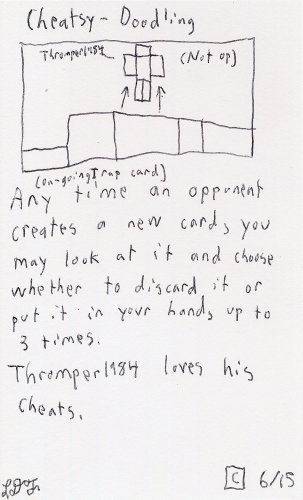 Cheatsy-Doodling
Thromper1984
(Not op)
[on-going Trap card]
Any time an opponent
creates a new card, you
may look at it and choose
whether to discard it or
put it in your hand, up to
3 times.
Thromper1984 loves his
cheats.
C 6/15